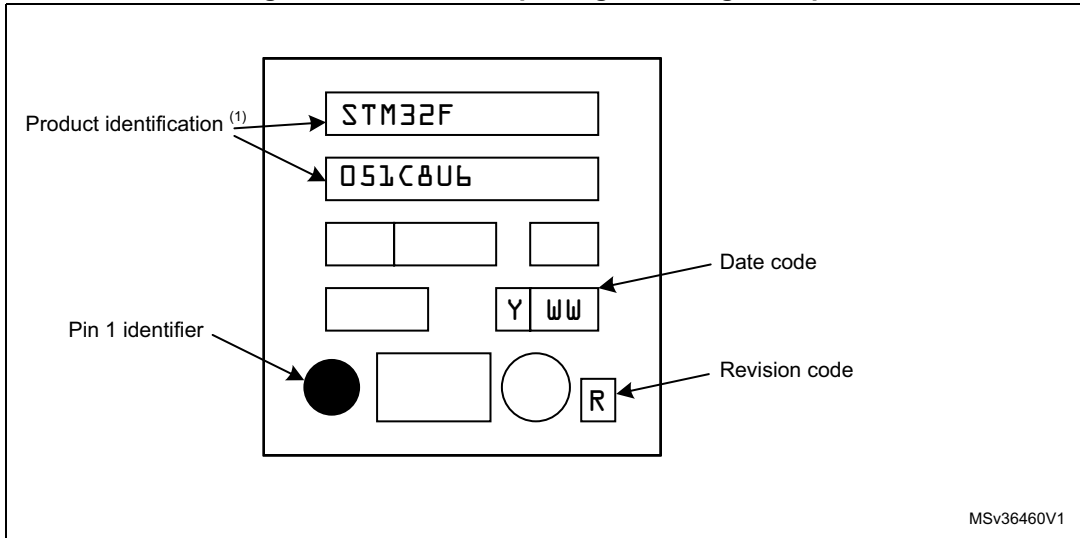 Product identification (1)
STM32F
051C8U6
Date code
Y WW
Pin 1 identifier
Revision code
R
MSv36460V1